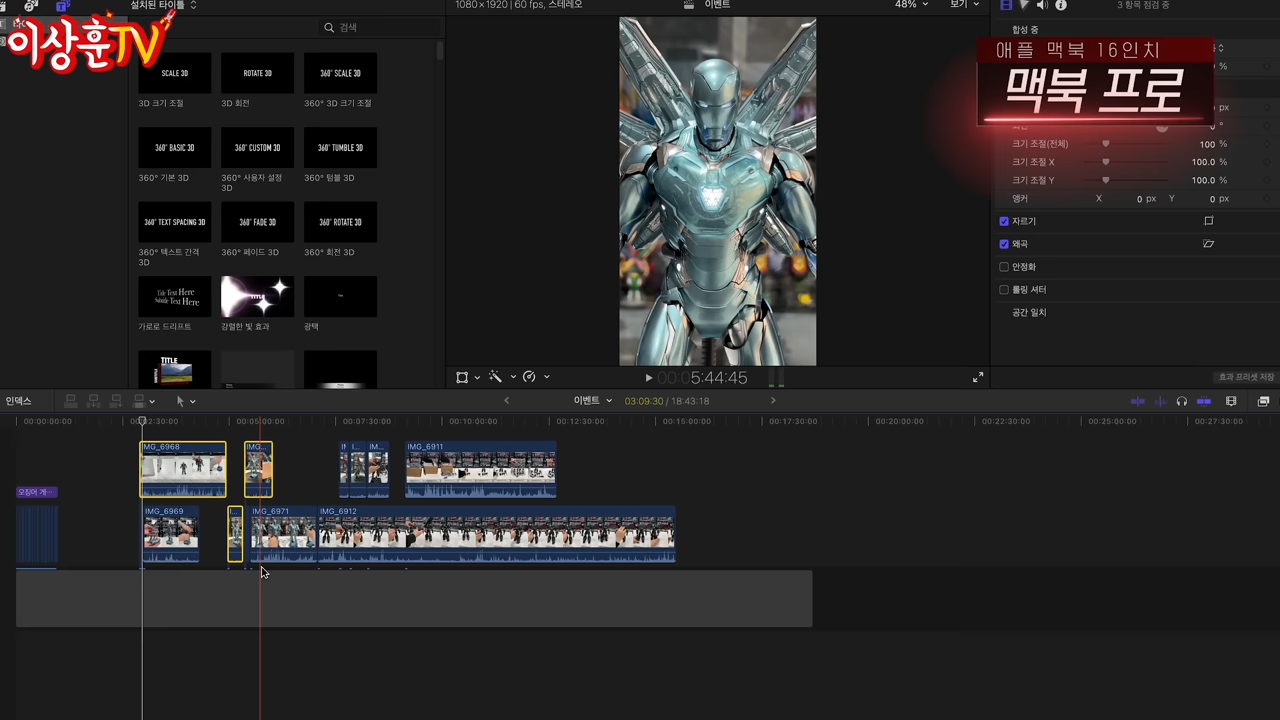 설치된 타이틀
1080×1920 | 60 fps, 스테레오
이벤트
48%
보기
3 항목 점검 중
이상훈TV
검색
합성 중
애플 맥북 16인치
맥북 프로
SCALE 3D
ROTATE 3D
360° SCALE 3D
3D 크기 조절
3D 회전
360° 3D 크기 조절
360° BASIC 3D
360° CUSTOM 3D
360° TUMBLE 3D
360° 기본 3D
360° 사용자 설정 3D
360° 텀블 3D
360° TEXT SPACING 3D
360° FADE 3D
360° ROTATE 3D
360° 텍스트 간격 3D
360° 페이드 3D
360° 회전 3D
Title Text Here
Subtitle Text Here
TITLE
Title
가로로 드리프트
강렬한 빛 효과
광택
TITLE
%
px
0 °
크기 조절(전체)
100 %
크기 조절 X
100.0 %
크기 조절 Y
100.0 %
앵커
X
0 px
Y
0 px
자르기
왜곡
안정화
롤링 셔터
공간 일치
00:05:44:45
효과 프리셋 저장
인덱스
이벤트
03:09:30 / 18:43:18
00:00:00:00
00:02:30:00
00:05:00:00
00:07:30:00
00:10:00:00
00:12:30:00
00:15:00:00
00:17:30:00
00:20:00:00
00:22:30:00
00:25:00:00
00:27:30:00
IMG_6968
IMG...
I...
IM...
IMG_6911
오징어 게...
IMG_6969
I...
IMG_6971
IMG_6912